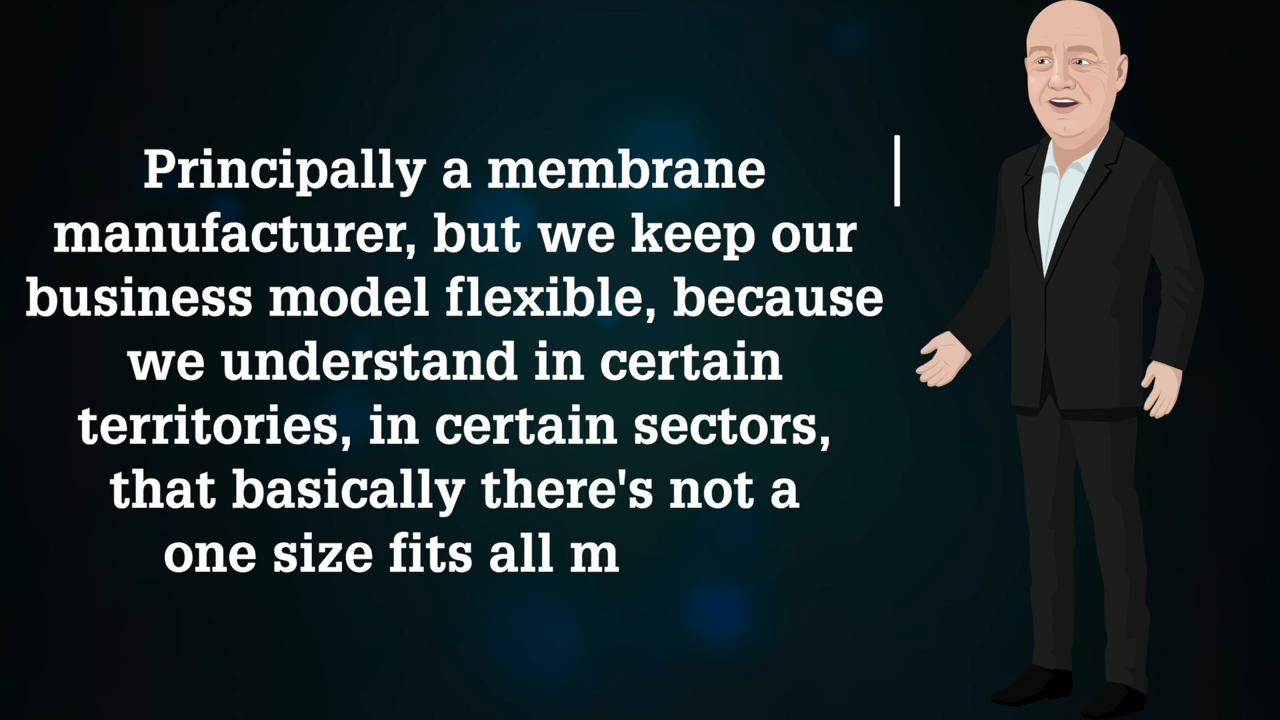 Principally a membrane
manufacturer, but we keep our
business model flexible, because
we understand in certain
territories, in certain sectors,
that basically there's not a
one size fits all m